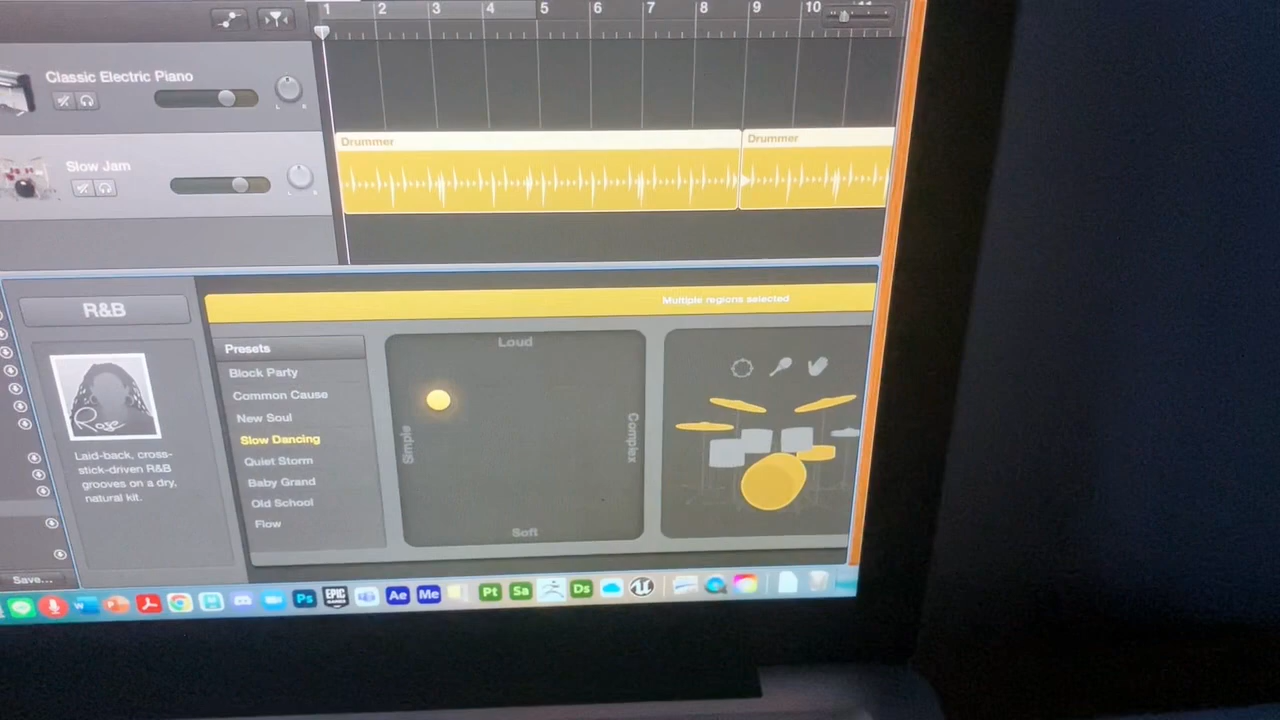 1 2 3 4 5 6 7 8 9 10
Classic Electric Piano
L R
Slow Jam
Drummer
Drummer
R&B
Multiple regions selected
Presets
Block Party
Common Cause
New Soul
Slow Dancing
Quiet Storm
Baby Grand
Old School
Flow
Loud
Simple
Complex
Soft
Rose
Laid-back, cross-
stick-driven R&B
grooves on a dry,
natural kit.
Save...
Ps EPIC Ae Me Pt Sa Ds